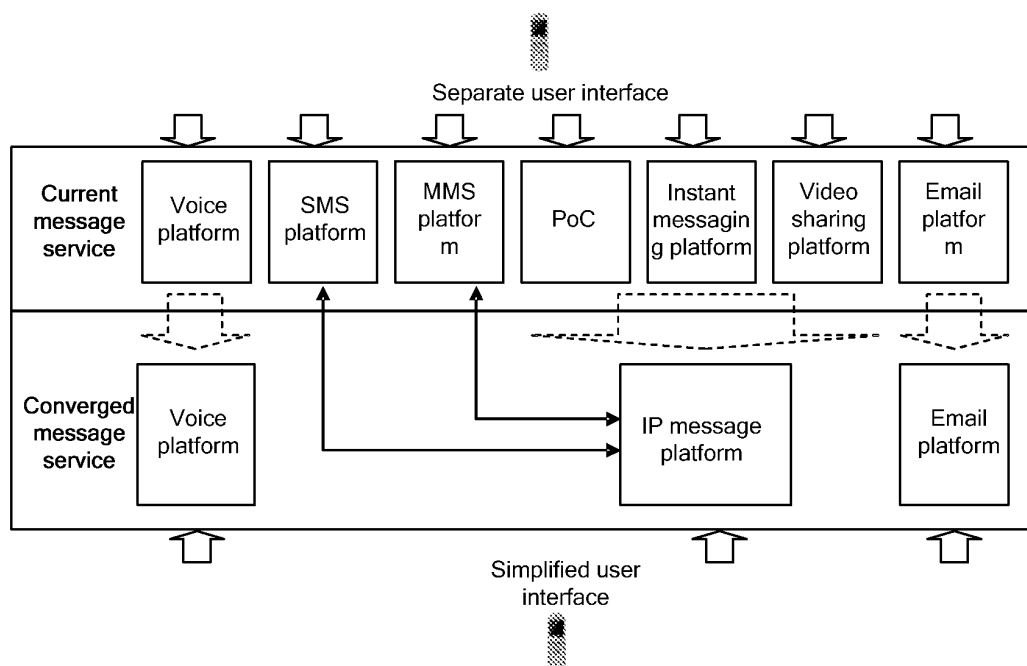 Separate user interface
Current
message
service
Voice
platform
SMS
platform
MMS
platfor
m
PoC
Instant
messagin
g platform
Video
sharing
platform
Email
platfor
m
Converged
message
service
Voice
platform
IP message
platform
Email
platform
Simplified user
interface